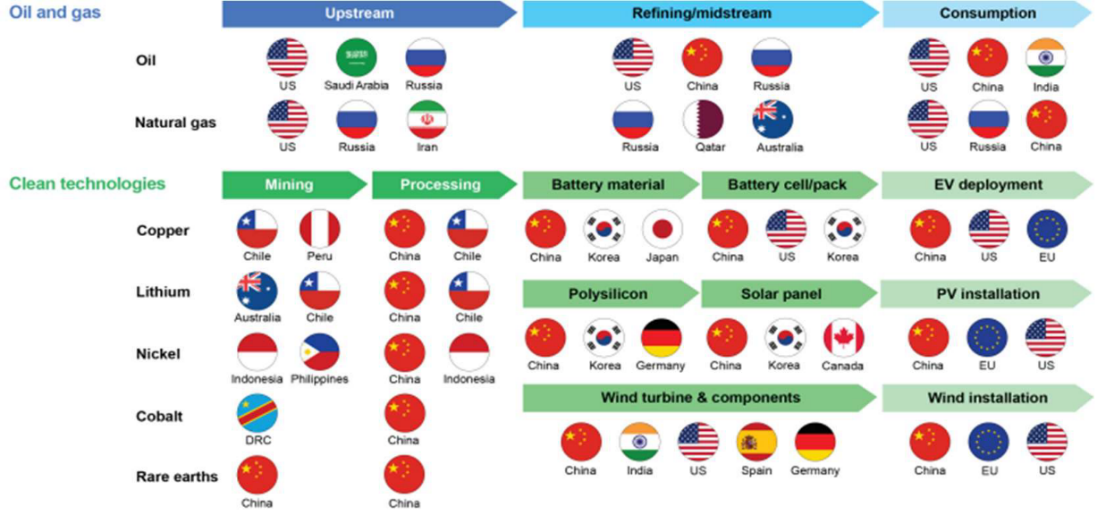 Oil and gas Upstream Refining/midstream Consumption
Oil
US Saudi Arabia Russia US China Russia US China India
Natural gas
US Russia Iran Russia Qatar Australia US Russia China
Clean technologies Mining Processing Battery material Battery cell/pack EV deployment
Copper
Chile Peru China Chile China Korea Japan China US Korea China US EU
Lithium Polysilicon Solar panel PV installation
Australia Chile China Chile
Nickel
China Korea Germany China Korea Canada China EU US
Indonesia Philippines China Indonesia
Wind turbine & components Wind installation
Cobalt
DRC China
China India US Spain Germany China EU US
Rare earths
China China